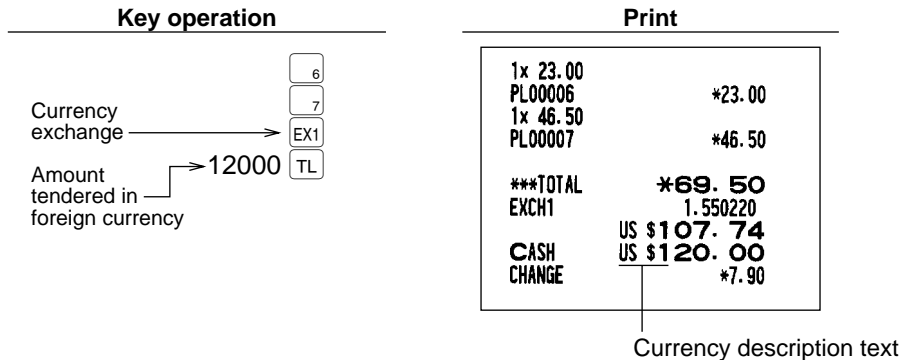 Key operation
6
7
Currency
exchange
EX1
Amount
tendered in
foreign currency
12000 TL
Print
1x 23.00
PL00006 *23.00
1x 46.50
PL00007 *46.50
***TOTAL *69.50
EXCH1 1.550220
US $107.74
CASH US $120.00
CHANGE *7.90
Currency description text